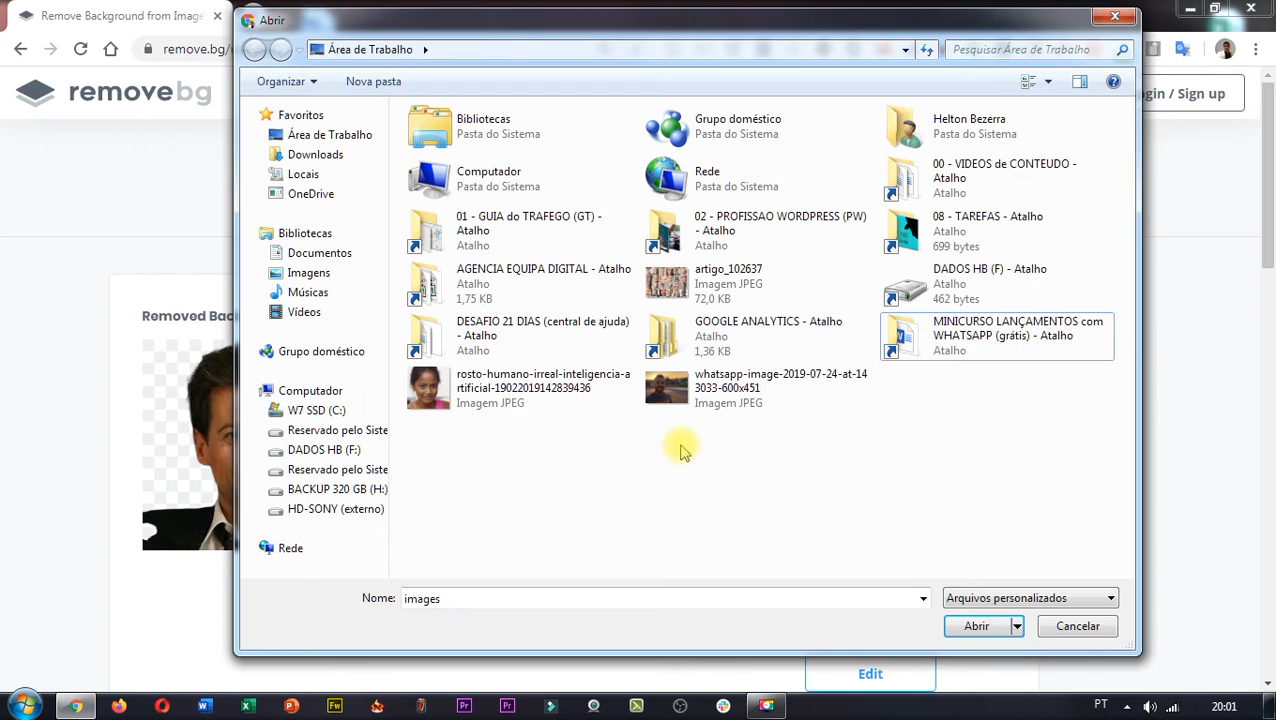 Remove Background from Image
Abrir
remove.bg/
Área de Trabalho
Pesquisar Área de Trabalho
removebg
Organizar
Nova pasta
Login / Sign up
Favoritos
Área de Trabalho
Downloads
Locais
OneDrive
Bibliotecas
Documentos
Imagens
Músicas
Vídeos
Grupo doméstico
Computador
W7 SSD (C:)
Reservado pelo Siste
DADOS HB (F:)
Reservado pelo Siste
BACKUP 320 GB (H:)
HD-SONY (externo)
Rede
Bibliotecas
Pasta do Sistema
Grupo doméstico
Pasta do Sistema
Helton Bezerra
Pasta do Sistema
Computador
Pasta do Sistema
Rede
Pasta do Sistema
00 - VIDEOS de CONTEUDO -
Atalho
Atalho
01 - GUIA do TRAFEGO (GT) -
Atalho
Atalho
02 - PROFISSAO WORDPRESS (PW)
- Atalho
Atalho
08 - TAREFAS - Atalho
Atalho
699 bytes
AGENCIA EQUIPA DIGITAL - Atalho
Atalho
1,75 KB
artigo_102637
Imagem JPEG
72,0 KB
DADOS HB (F) - Atalho
Atalho
462 bytes
DESAFIO 21 DIAS (central de ajuda)
- Atalho
Atalho
GOOGLE ANALYTICS - Atalho
Atalho
1,36 KB
MINICURSO LANÇAMENTOS com
WHATSAPP (grátis) - Atalho
Atalho
rosto-humano-irreal-inteligencia-a
rtificial-19022019142839436
Imagem JPEG
whatsapp-image-2019-07-24-at-14
3033-600x451
Imagem JPEG
Removed Bac
Nome:
images
Arquivos personalizados
Abrir
Cancelar
Edit
Fw
Pr
Pr
PT
20:01